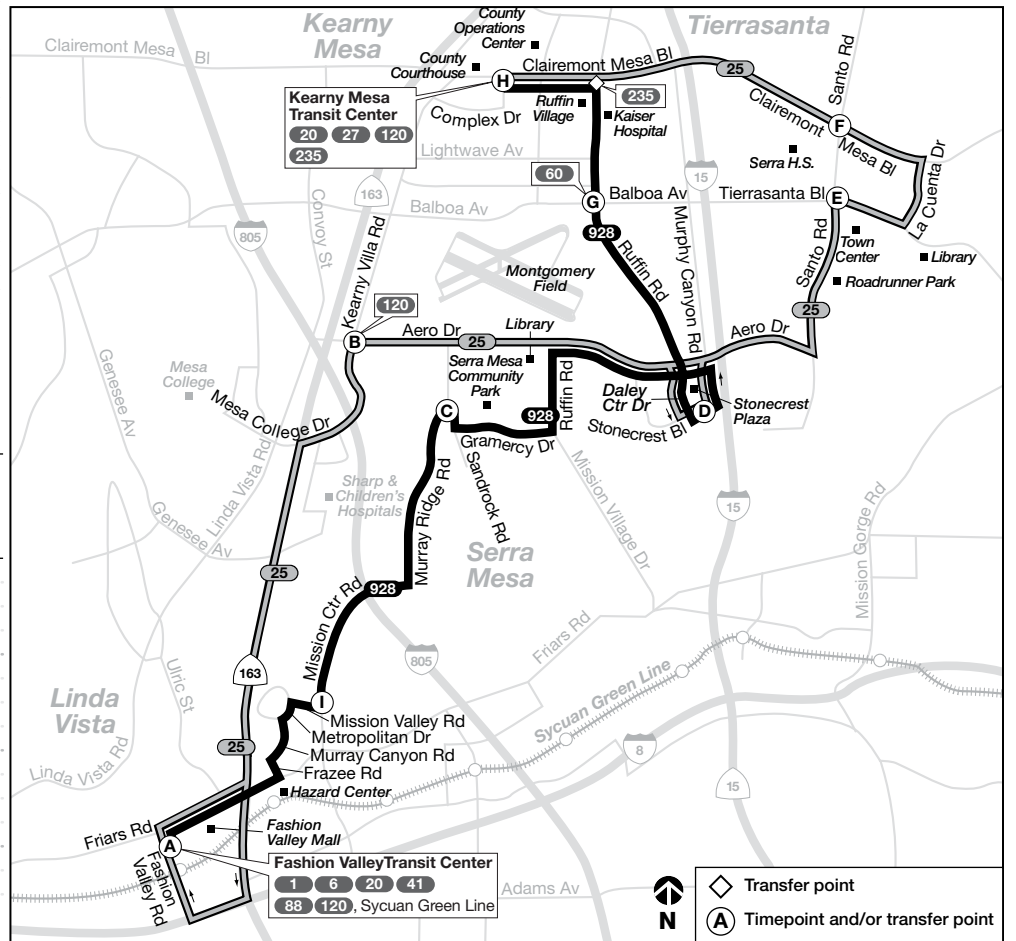 County
Operations
Center
Kearny
Mesa
Tierrasanta
Clairemont Mesa Bl
County
Courthouse
H
Clairemont Mesa Bl
25
Santo Rd
Kearny Mesa
Transit Center
20 27 120
235
Complex Dr
Ruffin
Village
235
Kaiser
Hospital
Clairemont
Mesa Bl
F
Lightwave Av
Serra H.S.
La Cuenta Dr
163
Convoy St
15
60
G
Balboa Av
Tierrasanta Bl
E
Balboa Av
805
Kearny Villa Rd
928
Ruffin Rd
Murphy Canyon Rd
Santo Rd
Town
Center
Library
Roadrunner Park
Montgomery
Field
120
25
B
Aero Dr
25
Library
Aero Dr
Genesee Av
Mesa
College
Serra Mesa
Community
Park
Ruffin Rd
Daley
Ctr Dr
Stonecrest
Plaza
Mesa College Dr
C
928
D
Stonecrest Bl
Gramercy Dr
Linda Vista Rd
Sandrock Rd
Mission Village Dr
Sharp &
Children's
Hospitals
Murray Ridge Rd
15
Mission Gorge Rd
Genesee Av
Serra
Mesa
25
Mission Ctr Rd
928
Friars Rd
805
163
Ulric St
Linda
Vista
I
Sycuan Green Line
Mission Valley Rd
Metropolitan Dr
Murray Canyon Rd
Frazee Rd
8
25
Linda Vista Rd
Hazard Center
15
Friars Rd
A
Fashion
Valley Mall
Fashion
Valley Rd
Fashion ValleyTransit Center
1 6 20 41
88 120, Sycuan Green Line
Adams Av
N
Transfer point
A Timepoint and/or transfer point